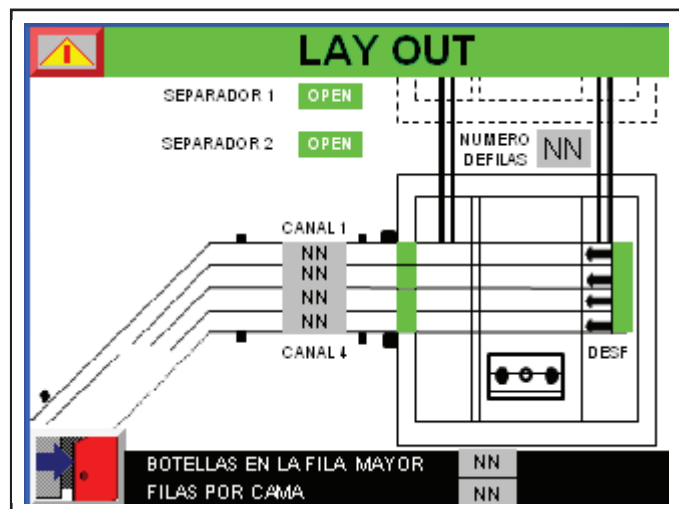 LAY OUT
SEPARADOR 1 OPEN
SEPARADOR 2 OPEN
NUMERO
DEFILAS NN
CANAL 1
NN
NN
NN
NN
CANAL 4
DESF
BOTELLAS EN LA FILA MAYOR NN
FILAS POR CAMA NN